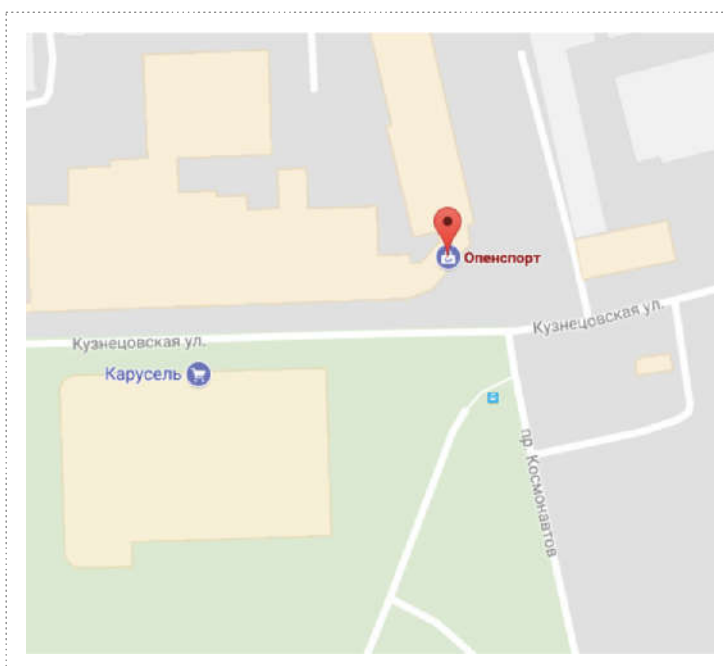 Опенспорт
Кузнецовская ул.
Кузнецовская ул.
Карусель
пр. Космонавтов